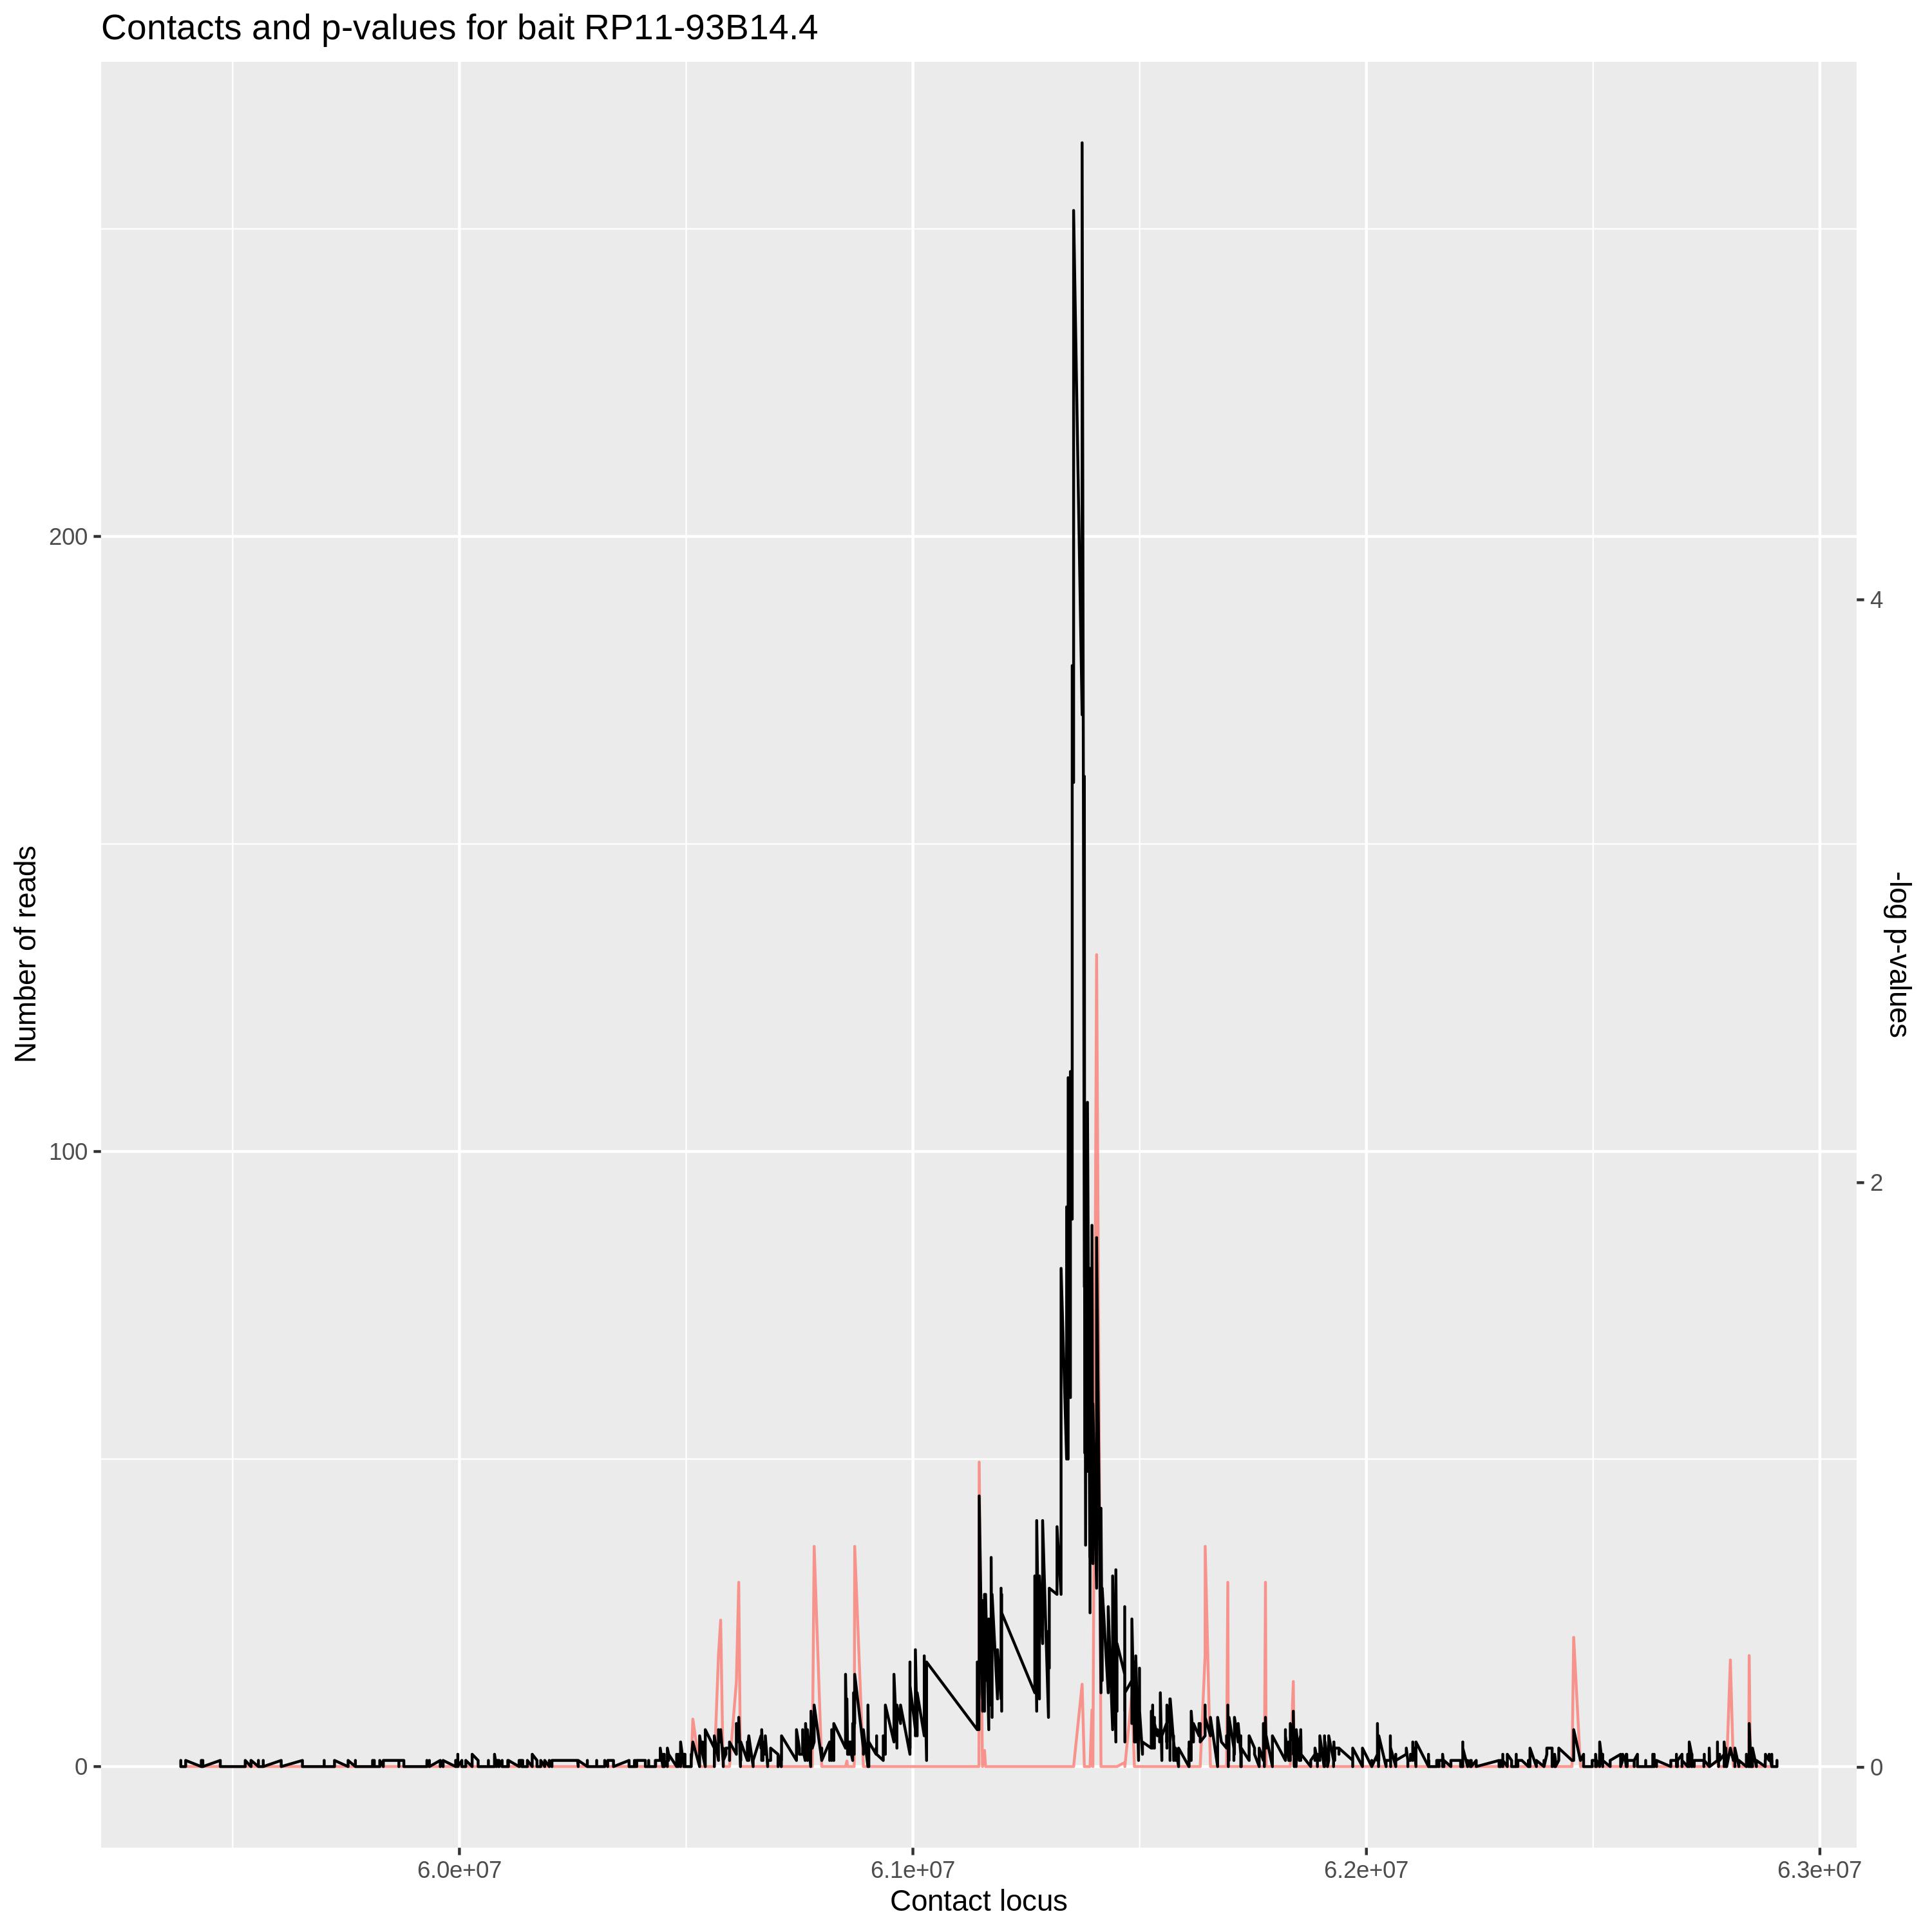 Contacts and p-values for bait RP11-93B14.4
Number of reads
200
100
0
4
2
0
-log p-values
6.0e+07
6.1e+07
6.2e+07
6.3e+07
Contact locus